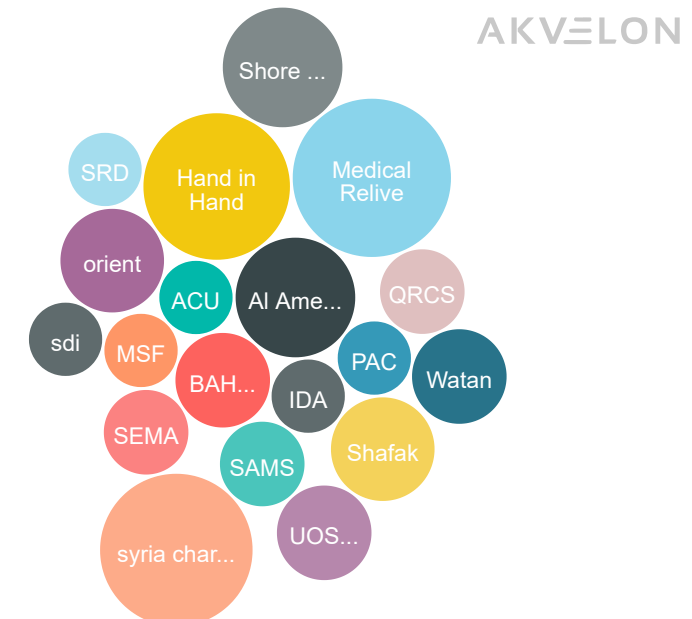 AKVELON
Shore ...
Medical
Relive
Hand in
Hand
SRD
orient
ACU
Al Ame...
QRCS
sdi
MSF
BAH...
IDA
PAC
Watan
SEMA
SAMS
Shafak
syria char...
UOS...